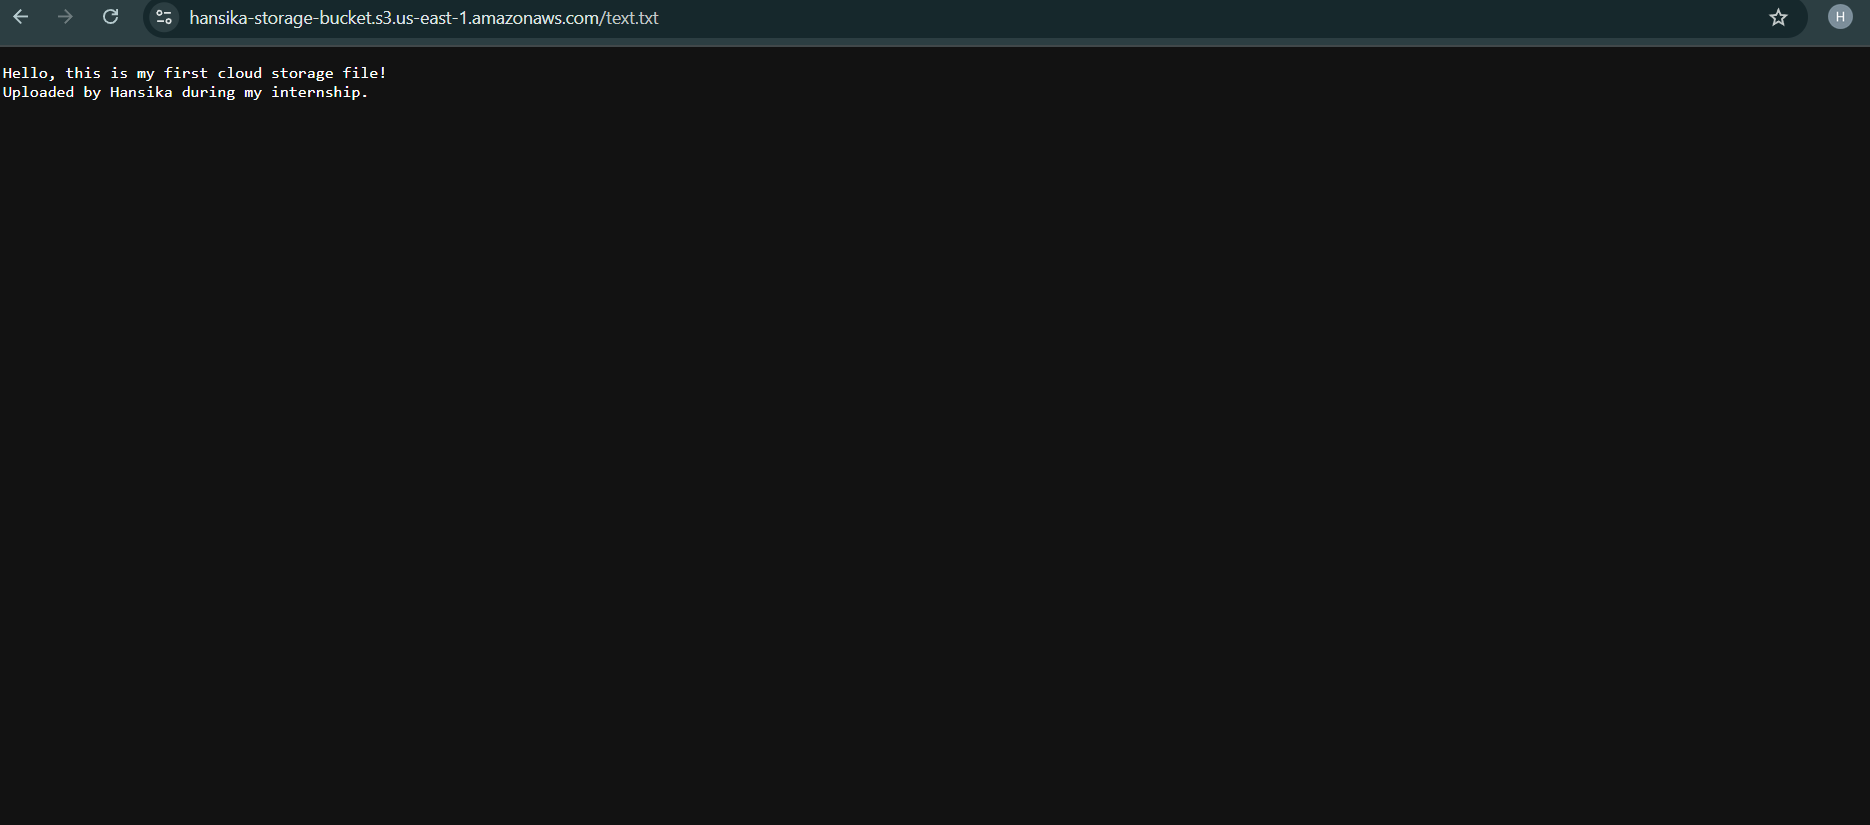 hansika-storage-bucket.s3.us-east-1.amazonaws.com/text.txt
H
Hello, this is my first cloud storage file!
Uploaded by Hansika during my internship.